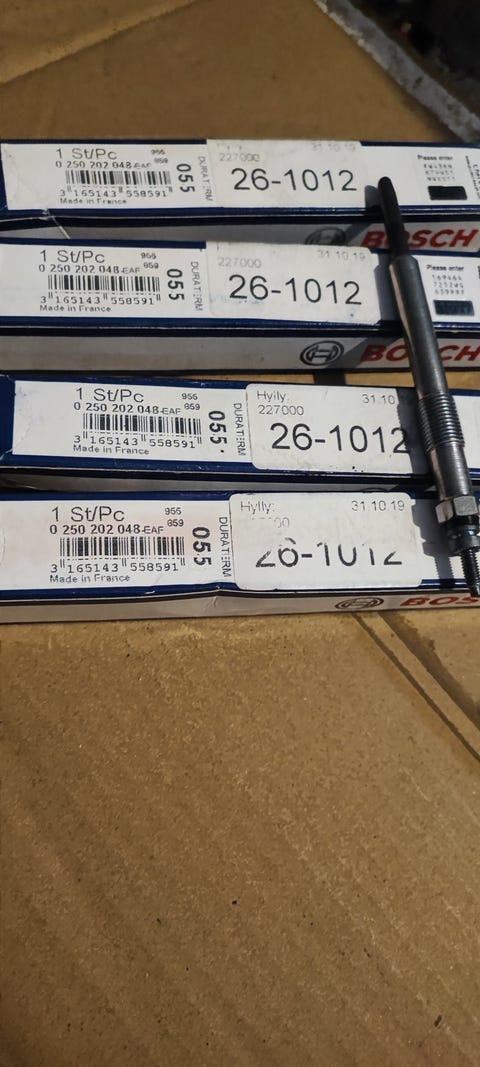 1 St/Pc
955
0 250 202 048-EAF
859
3 165143 558591
Made in France
055
DURATERM
31.10.19
227000
26-1012
Please enter
BOSCH
1 St/Pc
955
0 250 202 048-EAF
859
3 165143 558591
Made in France
055
DURATERM
31.10.19
227000
26-1012
Please enter
BOSCH
1 St/Pc
955
0 250 202 048-EAF
859
3 165143 558591
Made in France
055
DURATERM
Hylly:
31.10
227000
26-1012
1 St/Pc
955
0 250 202 048-EAF
859
3 165143 558591
Made in France
055
DURATERM
Hylly:
31.10.19
26-1012
BOS